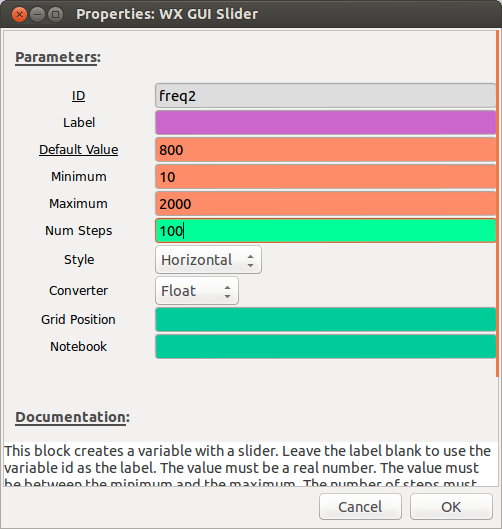 Properties: WX GUI Slider
Parameters:
ID freq2
Label
Default Value 800
Minimum 10
Maximum 2000
Num Steps 100
Style Horizontal
Converter Float
Grid Position
Notebook
Documentation:
This block creates a variable with a slider. Leave the label blank to use the
variable id as the label. The value must be a real number. The value must
be between the minimum and the maximum. The number of steps must
Cancel OK